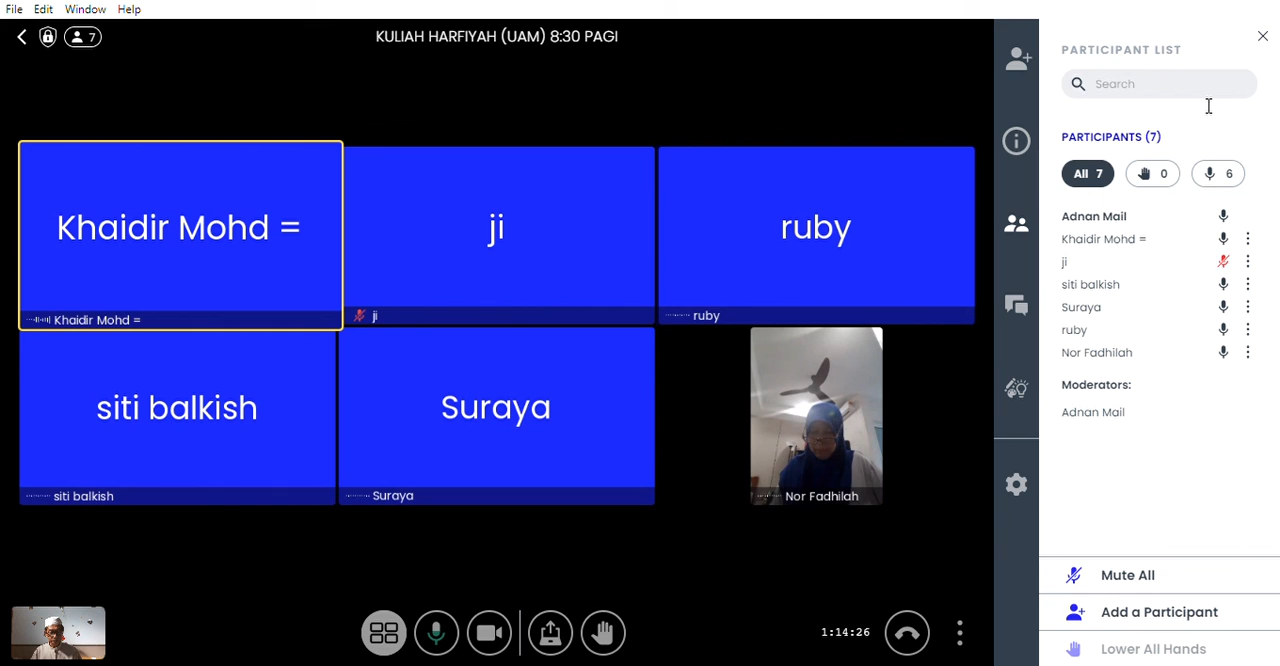 File Edit Window Help
7
KULIAH HARFIYAH (UAM) 8:30 PAGI
Khaidir Mohd =
Khaidir Mohd =
ji
ji
ruby
ruby
siti balkish
siti balkish
Suraya
Suraya
Nor Fadhilah
1:14:26
PARTICIPANT LIST
Search
PARTICIPANTS (7)
All 7 0 6
Adnan Mail
Khaidir Mohd =
ji
siti balkish
Suraya
ruby
Nor Fadhilah
Moderators:
Adnan Mail
Mute All
Add a Participant
Lower All Hands